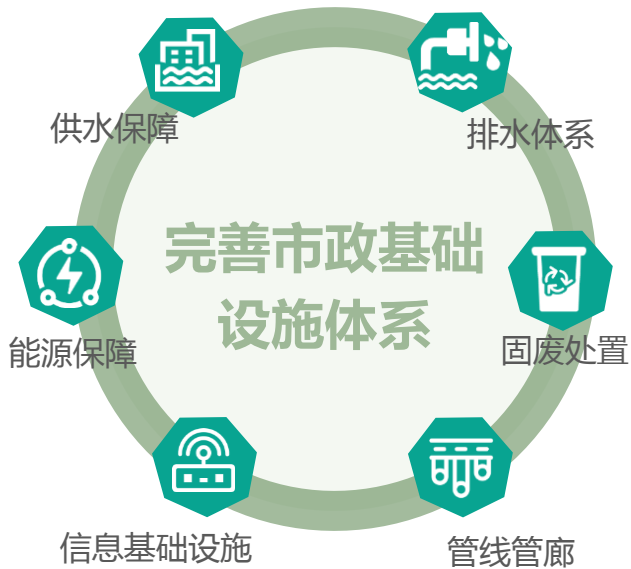 供水保障
排水体系
完善市政基础
设施体系
能源保障
固废处置
信息基础设施
管线管廊